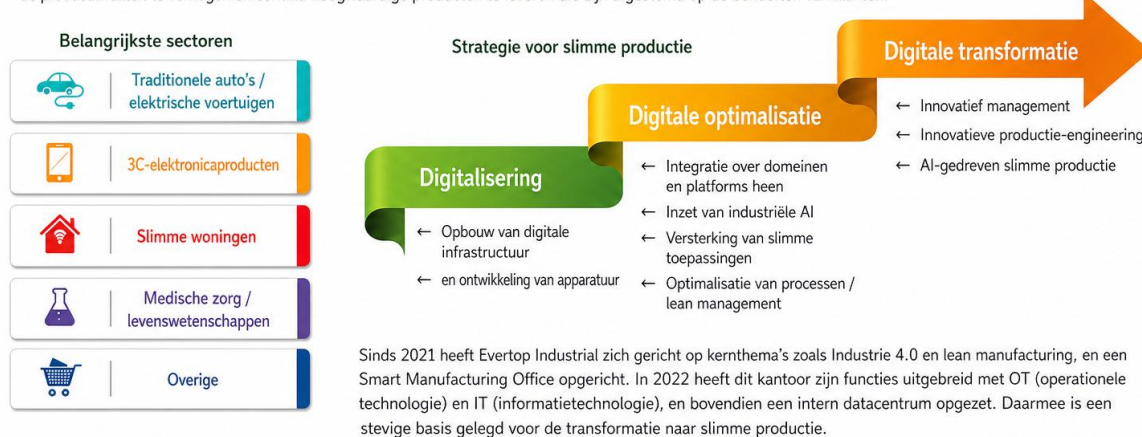 Belangrijkste sectoren
Traditionele auto's /
elektrische voertuigen
3C-elektronicaproducten
Slimme woningen
Medische zorg /
levenswetenschappen
Overige
Strategie voor slimme productie
Digitalisering
← Opbouw van digitale
infrastructuur
← en ontwikkeling van apparatuur
Digitale optimalisatie
← Integratie over domeinen
en platforms heen
← Inzet van industriële AI
← Versterking van slimme
toepassingen
← Optimalisatie van processen /
lean management
Digitale transformatie
← Innovatief management
← Innovatieve productie-engineering
← AI-gedreven slimme productie
Sinds 2021 heeft Evertop Industrial zich gericht op kernthema's zoals Industrie 4.0 en lean manufacturing, en een
Smart Manufacturing Office opgericht. In 2022 heeft dit kantoor zijn functies uitgebreid met OT (operationele
technologie) en IT (informatietechnologie), en bovendien een intern datacentrum opgezet. Daarmee is een
stevige basis gelegd voor de transformatie naar slimme productie.